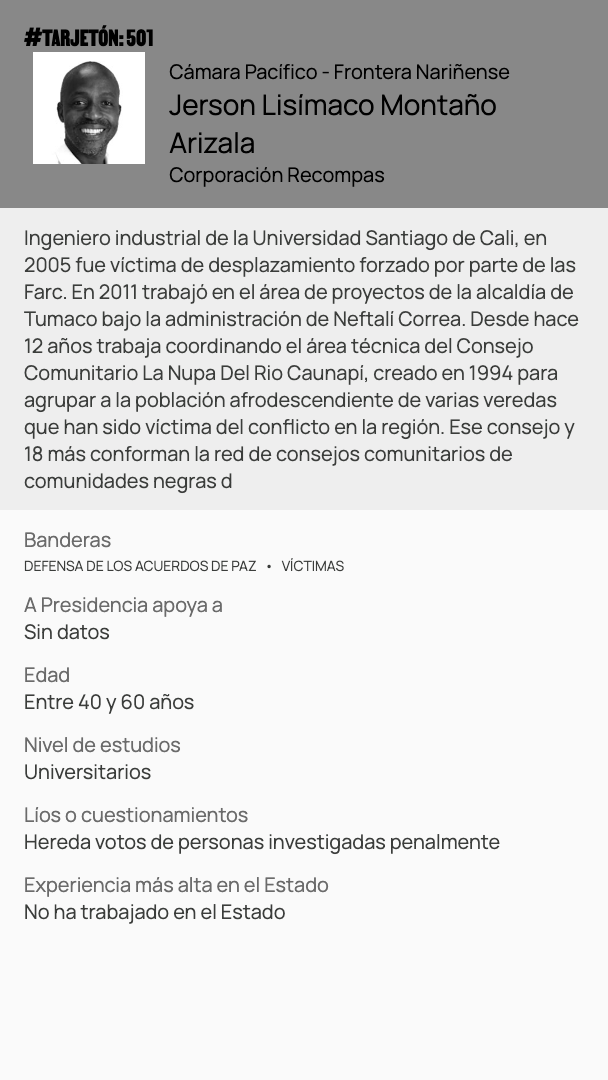 #TARJETÓN: 501
Cámara Pacífico - Frontera Nariñense
Jerson Lisímaco Montaño
Arizala
Corporación Recompas
Ingeniero industrial de la Universidad Santiago de Cali, en
2005 fue víctima de desplazamiento forzado por parte de las
Farc. En 2011 trabajó en el área de proyectos de la alcaldía de
Tumaco bajo la administración de Neftalí Correa. Desde hace
12 años trabaja coordinando el área técnica del Consejo
Comunitario La Nupa Del Rio Caunapí, creado en 1994 para
agrupar a la población afrodescendiente de varias veredas
que han sido víctima del conflicto en la región. Ese consejo y
18 más conforman la red de consejos comunitarios de
comunidades negras d
Banderas
DEFENSA DE LOS ACUERDOS DE PAZ • VÍCTIMAS
A Presidencia apoya a
Sin datos
Edad
Entre 40 y 60 años
Nivel de estudios
Universitarios
Líos o cuestionamientos
Hereda votos de personas investigadas penalmente
Experiencia más alta en el Estado
No ha trabajado en el Estado